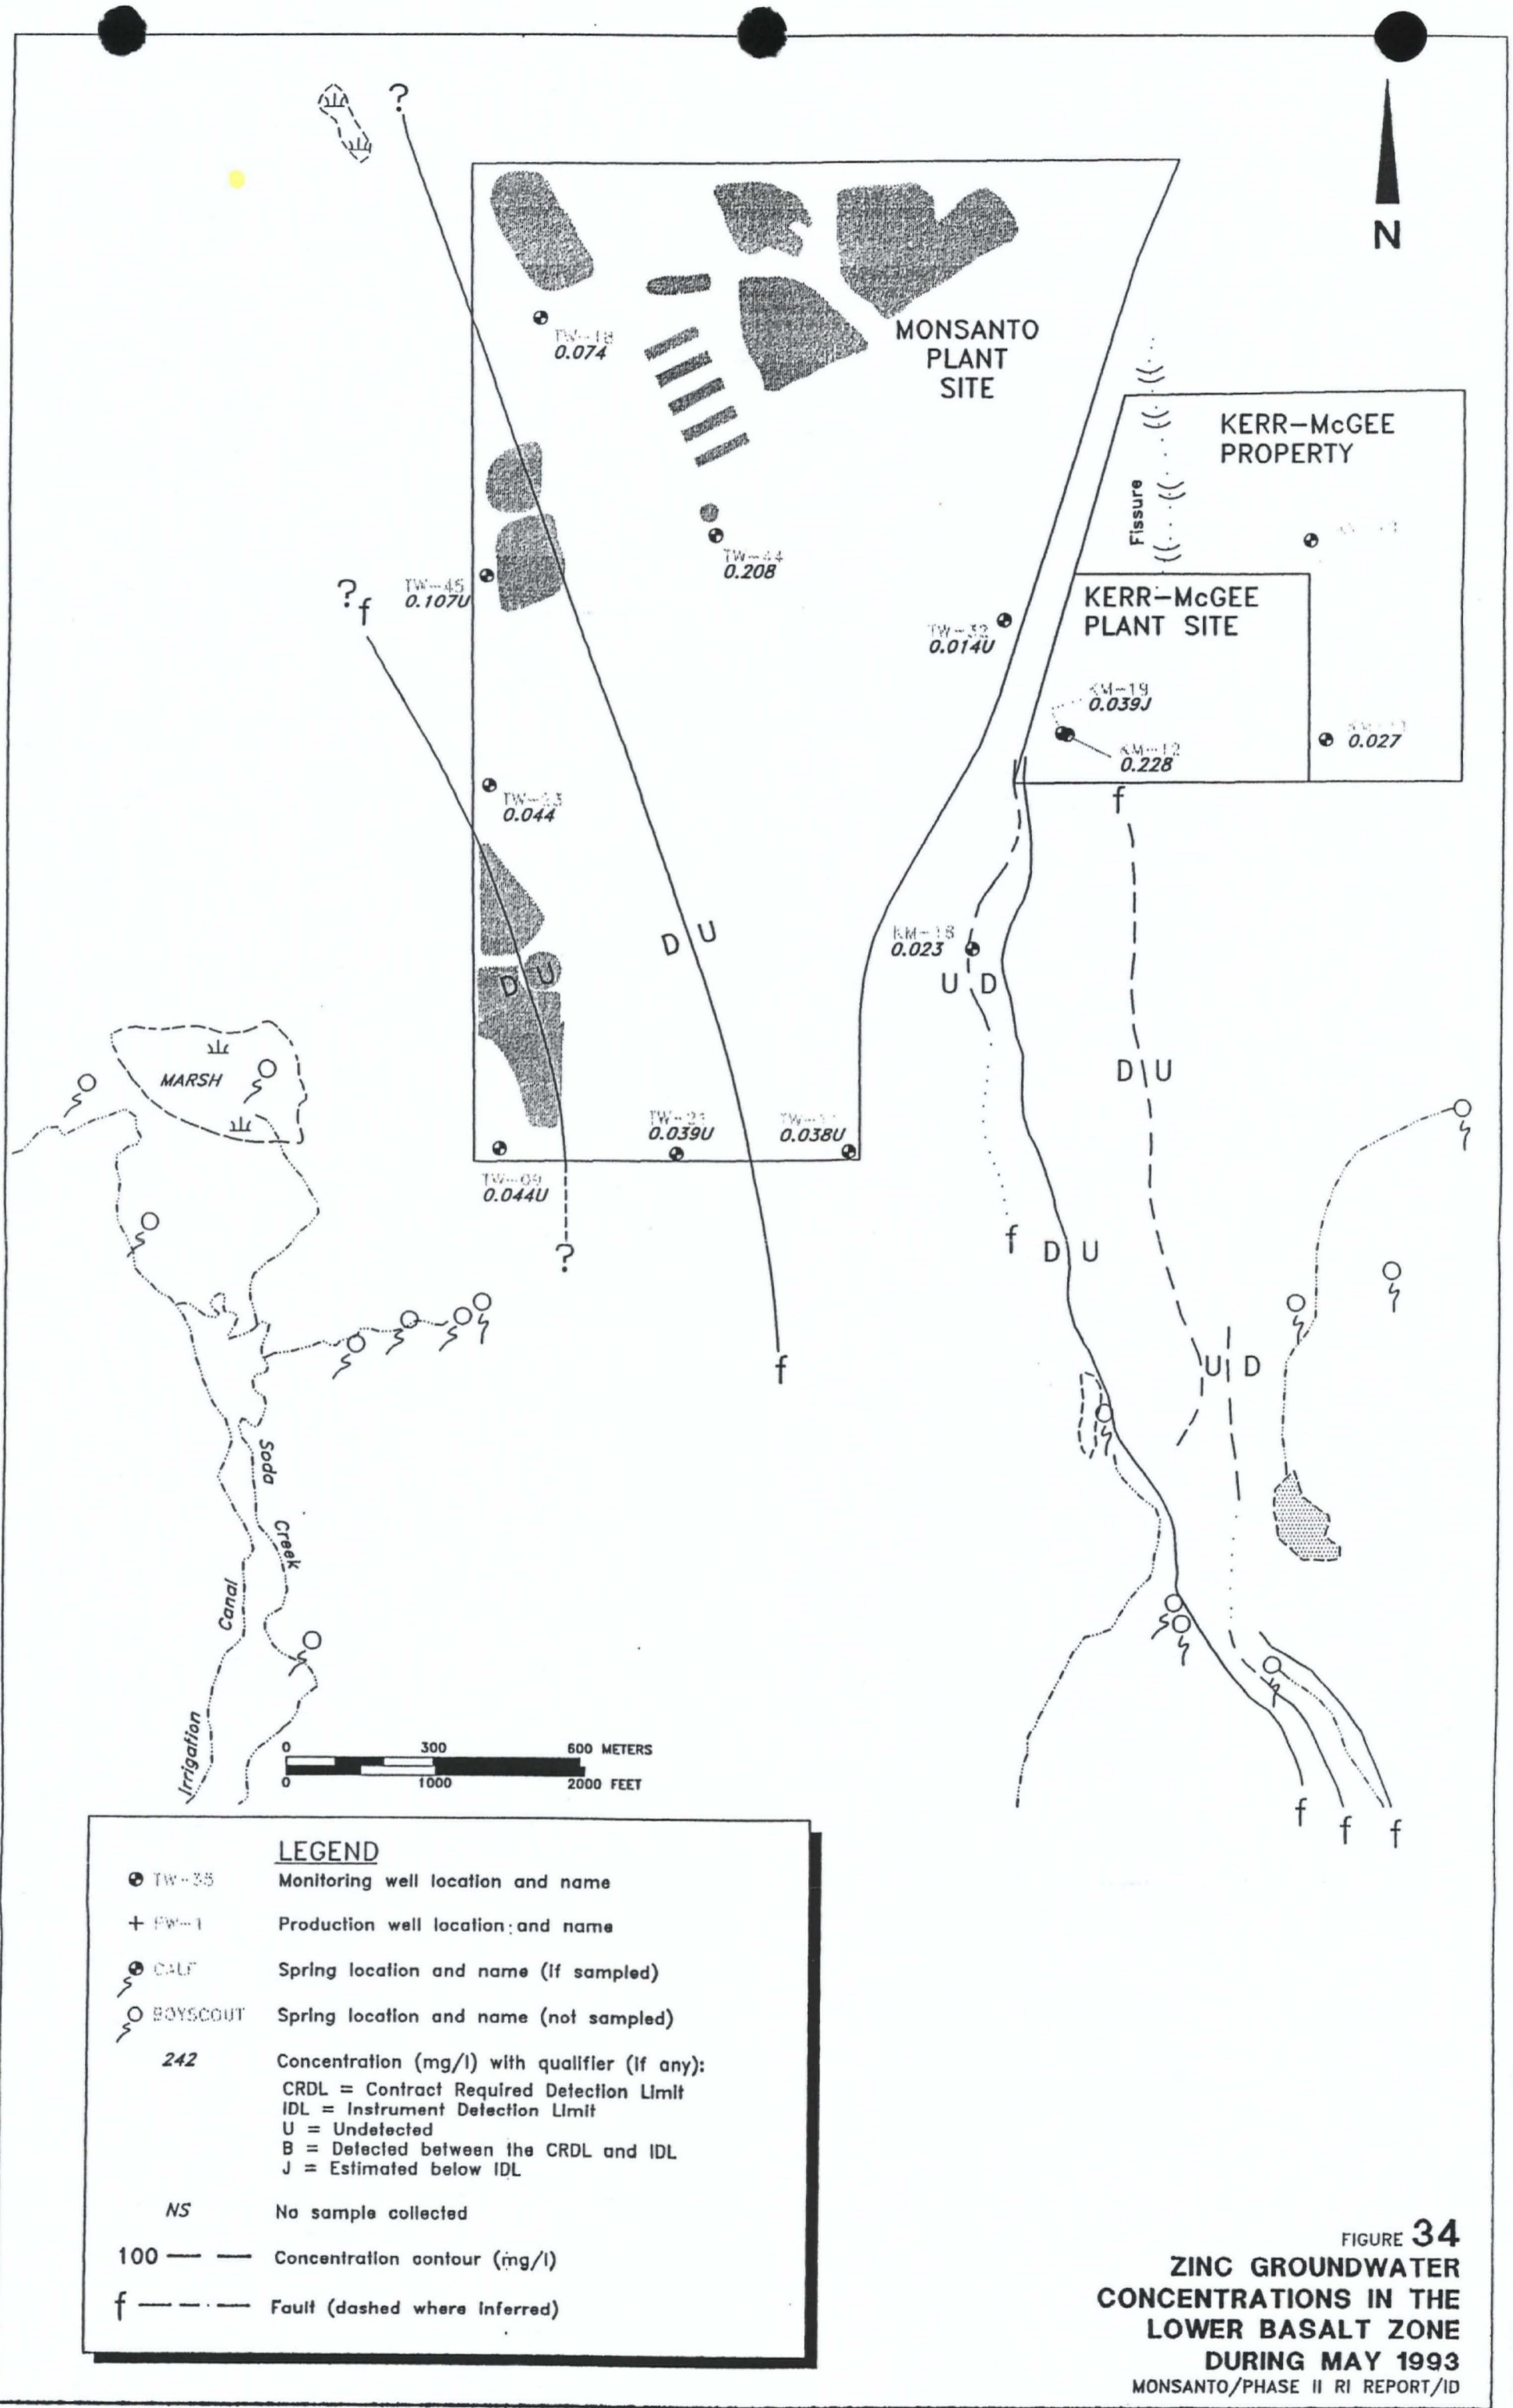 ?
N
MONSANTO
PLANT
SITE
TW-18
0.074
KERR-McGEE
PROPERTY
Fissure
TW-44
0.208
TW-45
0.107U
? f
KERR-McGEE
PLANT SITE
TW-32
0.014U
KM-19
0.039J
KM-12
0.228
0.027
0.044
f
D U
KM-18
0.023
U D
D U
D U
MARSH
0.039U
0.038U
TW-09
0.044U
?
f
D U
f
U D
Soda
Creek
Canal
Irrigation
0 300 600 METERS
0 1000 2000 FEET
f
f
f
LEGEND
TW-35 Monitoring well location and name
PW-1 Production well location and name
CALF Spring location and name (if sampled)
BOYSCOUT Spring location and name (not sampled)
242 Concentration (mg/l) with qualifier (if any):
CRDL = Contract Required Detection Limit
IDL = Instrument Detection Limit
U = Undetected
B = Detected between the CRDL and IDL
J = Estimated below IDL
NS No sample collected
100 Concentration contour (mg/l)
f Fault (dashed where inferred)
FIGURE 34
ZINC GROUNDWATER
CONCENTRATIONS IN THE
LOWER BASALT ZONE
DURING MAY 1993
MONSANTO/PHASE II RI REPORT/ID